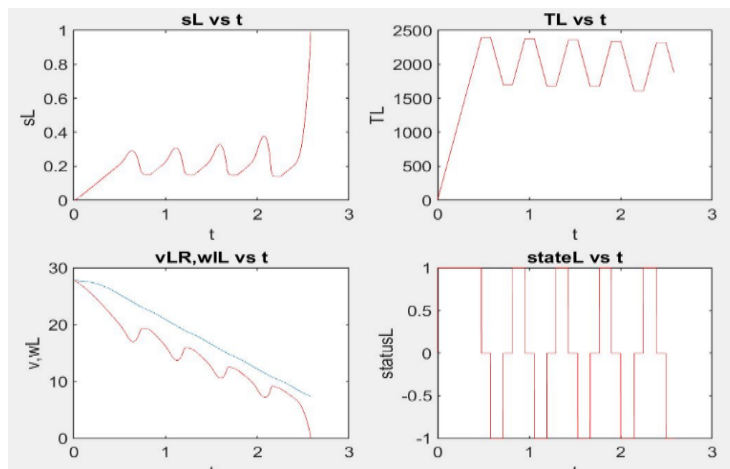 sL vs t
1
0.8
0.6
0.4
0.2
0
sL
0 1 2 3
t
TL vs t
2500
2000
1500
1000
500
0
TL
0 1 2 3
t
vLR,wlL vs t
30
20
10
0
v,wL
0 1 2 3
stateL vs t
1
0.5
0
-0.5
-1
statusL
0 1 2 3